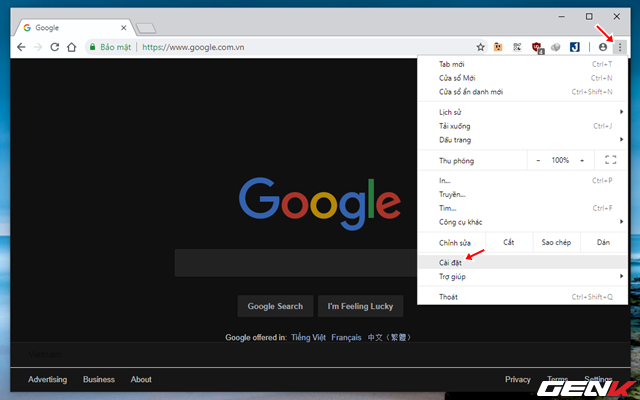 Google
Bảo mật | https://www.google.com.vn
Tab mới Ctrl+T
Cửa sổ Mới Ctrl+N
Cửa sổ ẩn danh mới Ctrl+Shift+N
Lịch sử
Tải xuống Ctrl+J
Dấu trang
Thu phóng - 100% +
In... Ctrl+P
Truyền...
Tìm... Ctrl+F
Công cụ khác
Chỉnh sửa Cắt Sao chép Dán
Cài đặt
Trợ giúp
Thoát Ctrl+Shift+Q
Google
Google Search I'm Feeling Lucky
Google offered in: Tiếng Việt Français 中文（繁體）
Vietnam
Advertising Business About Privacy Terms Settings
GENK